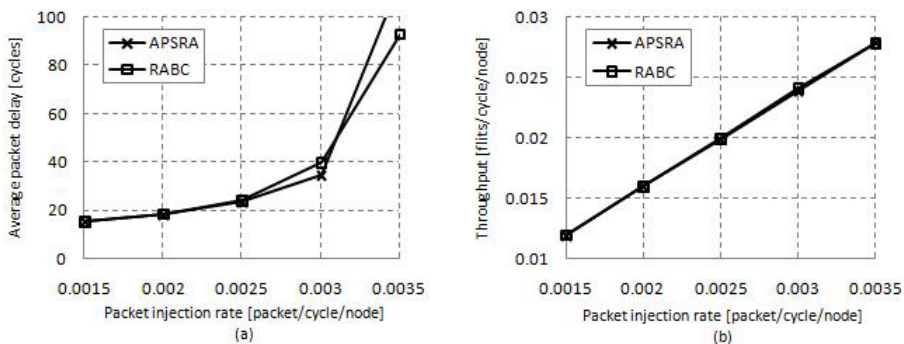 Average packet delay [cycles]
100
80
60
40
20
0
APSRA
RABC
0.0015 0.002 0.0025 0.003 0.0035
Packet injection rate [packet/cycle/node]
(a)
Throughput [flits/cycle/node]
0.03
0.025
0.02
0.015
0.01
APSRA
RABC
0.0015 0.002 0.0025 0.003 0.0035
Packet injection rate [packet/cycle/node]
(b)